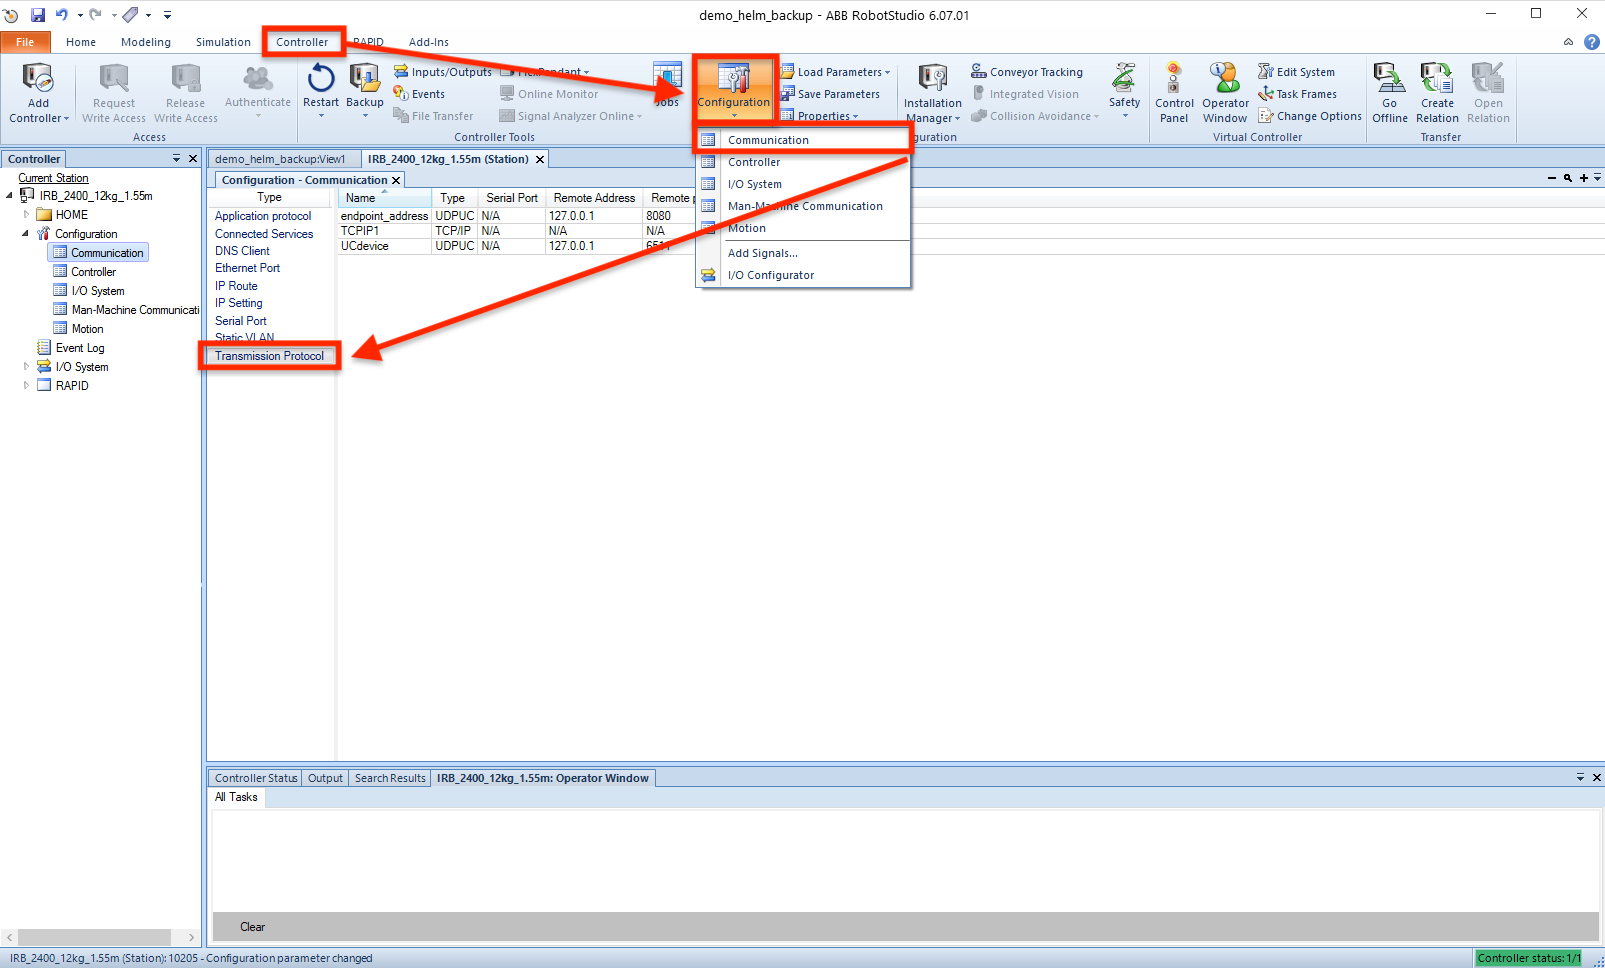 demo_helm_backup - ABB RobotStudio 6.07.01
File Home Modeling Simulation Controller RAPID Add-Ins
Add Controller
Request Write Access
Release Write Access
Authenticate
Access
Restart
Backup
Inputs/Outputs
Events
File Transfer
Online Monitor
Signal Analyzer Online
Jobs
Controller Tools
Configuration
Load Parameters
Save Parameters
Properties
Installation Manager
Conveyor Tracking
Integrated Vision
Collision Avoidance
Safety
Control Panel
Operator Window
Edit System
Task Frames
Change Options
Virtual Controller
Go Offline
Create Relation
Open Relation
Transfer
Communication
Controller
I/O System
Man-Machine Communication
Motion
Add Signals...
I/O Configurator
Controller
Current Station
IRB_2400_12kg_1.55m
HOME
Configuration
Communication
Controller
I/O System
Man-Machine Communicati
Motion
Event Log
I/O System
RAPID
demo_helm_backup:View1 IRB_2400_12kg_1.55m (Station)
Configuration - Communication
Type
Application protocol
Connected Services
DNS Client
Ethernet Port
IP Route
IP Setting
Serial Port
Static VLAN
Transmission Protocol
Name Type Serial Port Remote Address Remote
endpoint_address UDPUC N/A 127.0.0.1 8080
TCPIP1 TCP/IP N/A N/A N/A
UCdevice UDPUC N/A 127.0.0.1
Controller Status Output Search Results IRB_2400_12kg_1.55m: Operator Window
All Tasks
Clear
IRB_2400_12kg_1.55m (Station): 10205 - Configuration parameter changed
Controller status: 1/1